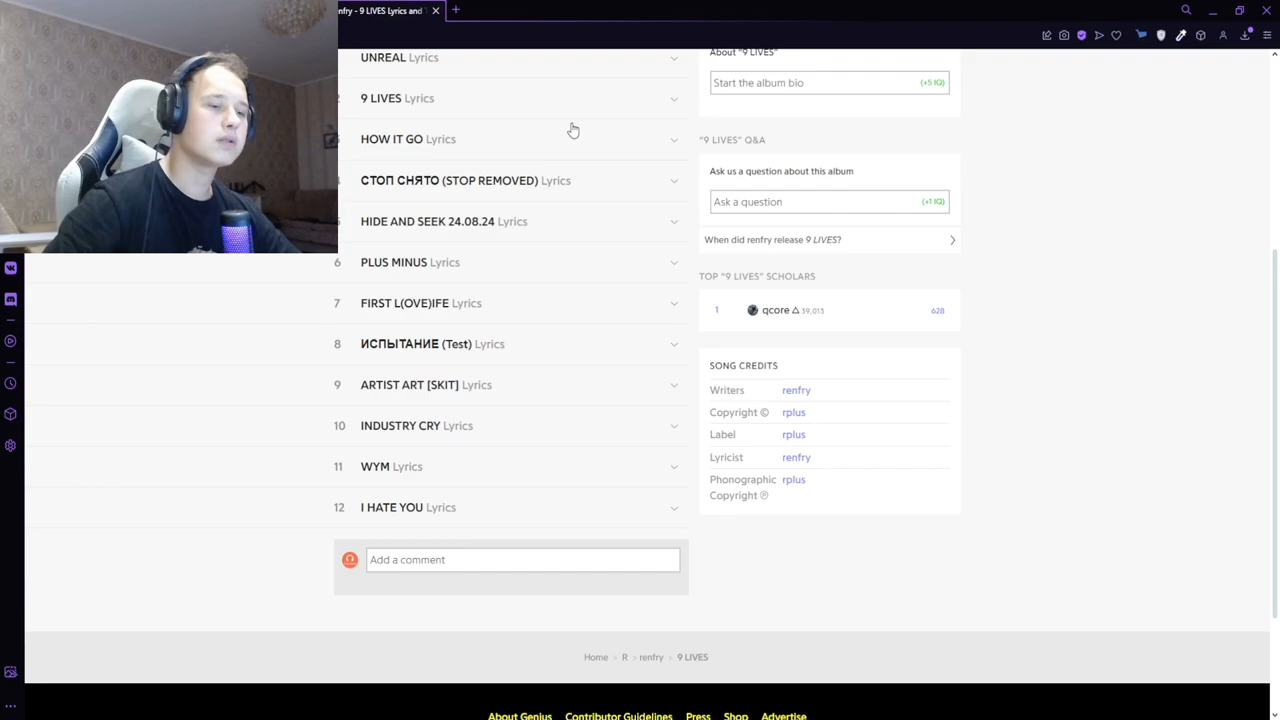 nfry - 9 LIVES Lyrics and
UNREAL Lyrics
9 LIVES Lyrics
HOW IT GO Lyrics
СТОП СНЯТО (STOP REMOVED) Lyrics
HIDE AND SEEK 24.08.24 Lyrics
6 PLUS MINUS Lyrics
7 FIRST L(OVE)IFE Lyrics
8 ИСПЫТАНИЕ (Test) Lyrics
9 ARTIST ART [SKIT] Lyrics
10 INDUSTRY CRY Lyrics
11 WYM Lyrics
12 I HATE YOU Lyrics
Add a comment
About “9 LIVES”
Start the album bio (+5 IQ)
“9 LIVES” Q&A
Ask us a question about this album
Ask a question (+1 IQ)
When did renfry release 9 LIVES?
TOP “9 LIVES” SCHOLARS
1 qcore 39,013 628
SONG CREDITS
Writers renfry
Copyright © rplus
Label rplus
Lyricist renfry
Phonographic rplus
Copyright ℗
Home » R > renfry » 9 LIVES
About Genius Contributor Guidelines Press Shop Advertise